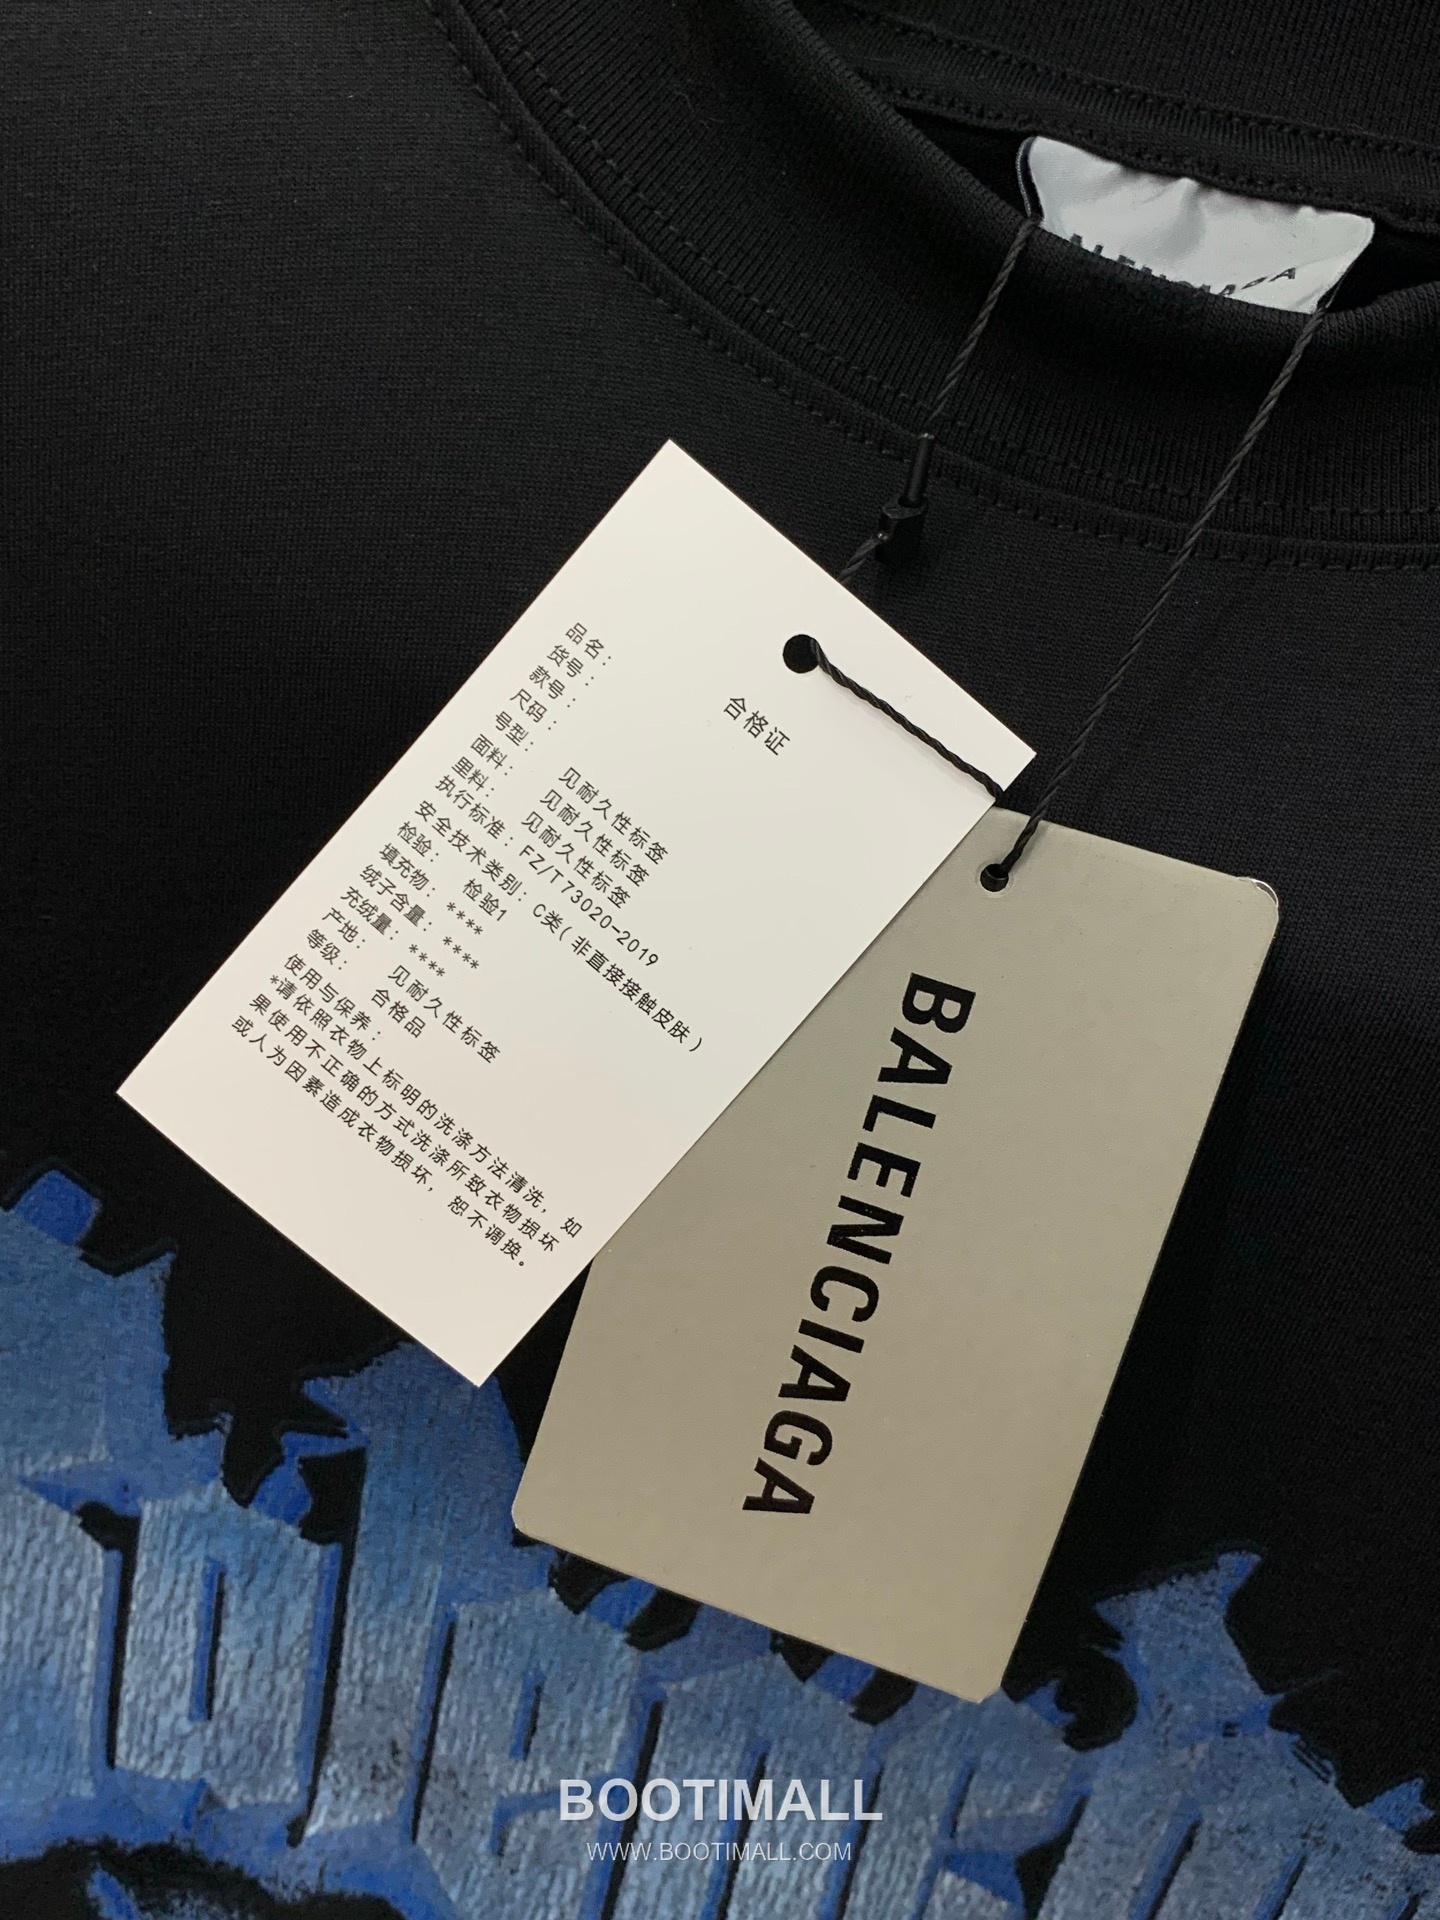 合格证
品名：
货号：
款号：
尺码：
号型：
面料： 见耐久性标签
里料： 见耐久性标签
见耐久性标签
执行标准：FZ/T73020-2019
安全技术类别：C类(非直接接触皮肤)
检验： 检验1
填充物： ****
绒子含量： ****
充绒量： ****
产地： 见耐久性标签
等级： 合格品
使用与保养：
*请依照衣物上标明的洗涤方法清洗，如
果使用不正确的方式洗涤所致衣物损坏
或人为因素造成衣物损坏，恕不调换。
BALENCIAGA
BOOTIMALL
WWW.BOOTIMALL.COM